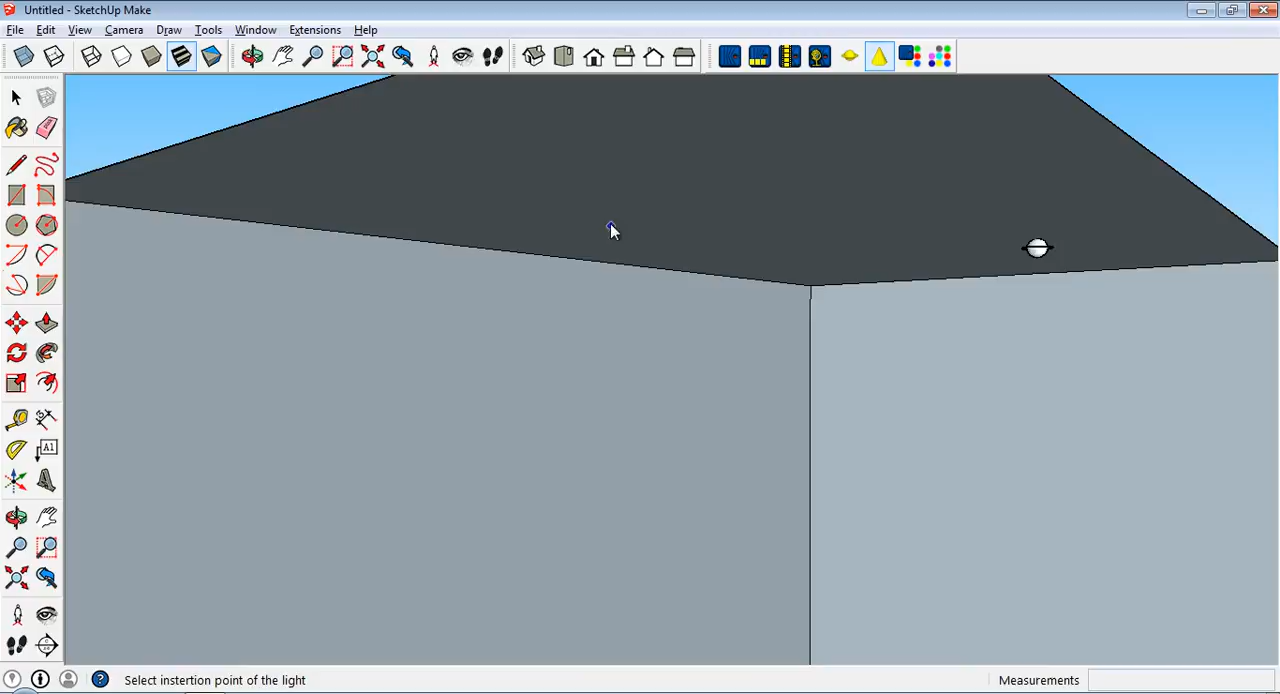 Untitled - SketchUp Make
File Edit View Camera Draw Tools Window Extensions Help
A1
Select instertion point of the light
Measurements